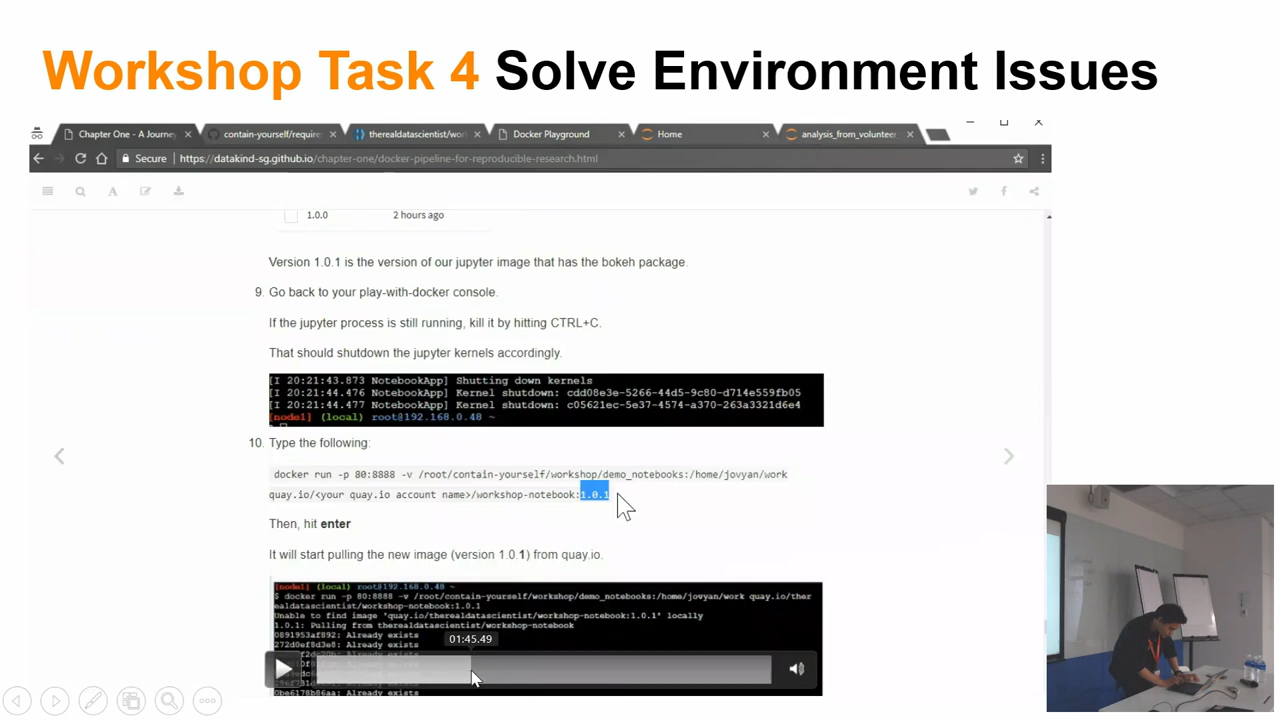 Workshop Task 4 Solve Environment Issues
Chapter One - A Journey
contain-yourself/require
therealdatascientist/wor
Docker Playground
Home
analysis_from_voluntee
Secure
https://datakind-sg.github.io/chapter-one/docker-pipeline-for-reproducible-research.html
A
1.0.0 2 hours ago
Version 1.0.1 is the version of our jupyter image that has the bokeh package.
9. Go back to your play-with-docker console.
If the jupyter process is still running, kill it by hitting CTRL+C.
That should shutdown the jupyter kernels accordingly.
[I 20:21:43.873 NotebookApp] Shutting down kernels
[I 20:21:44.476 NotebookApp] Kernel shutdown: cdd08e3e-5266-44d5-9c80-d714e559fb05
[I 20:21:44.477 NotebookApp] Kernel shutdown: c05621ec-5e37-4574-a370-263a3321d6e4
[node1] (local) root@192.168.0.48 ~
10. Type the following:
docker run -p 80:8888 -v /root/contain-yourself/workshop/demo_notebooks:/home/jovyan/work
quay.io/<your quay.io account name>/workshop-notebook:1.0.1
Then, hit enter
It will start pulling the new image (version 1.0.1) from quay.io.
[node1] (local) root@192.168.0.48 ~
$ docker run -p 80:8888 -v /root/contain-yourself/workshop/demo_notebooks:/home/jovyan/work quay.io/ther
ealdatascientist/workshop-notebook:1.0.1
Unable to find image 'quay.io/therealdatascientist/workshop-notebook:1.0.1' locally
1.0.1: Pulling from therealdatascientist/workshop-notebook
0891953af892: Already exists
272d0ef8d3e8: Already exists
Already exists
01:45.49
0be6178b86aa: Already exists